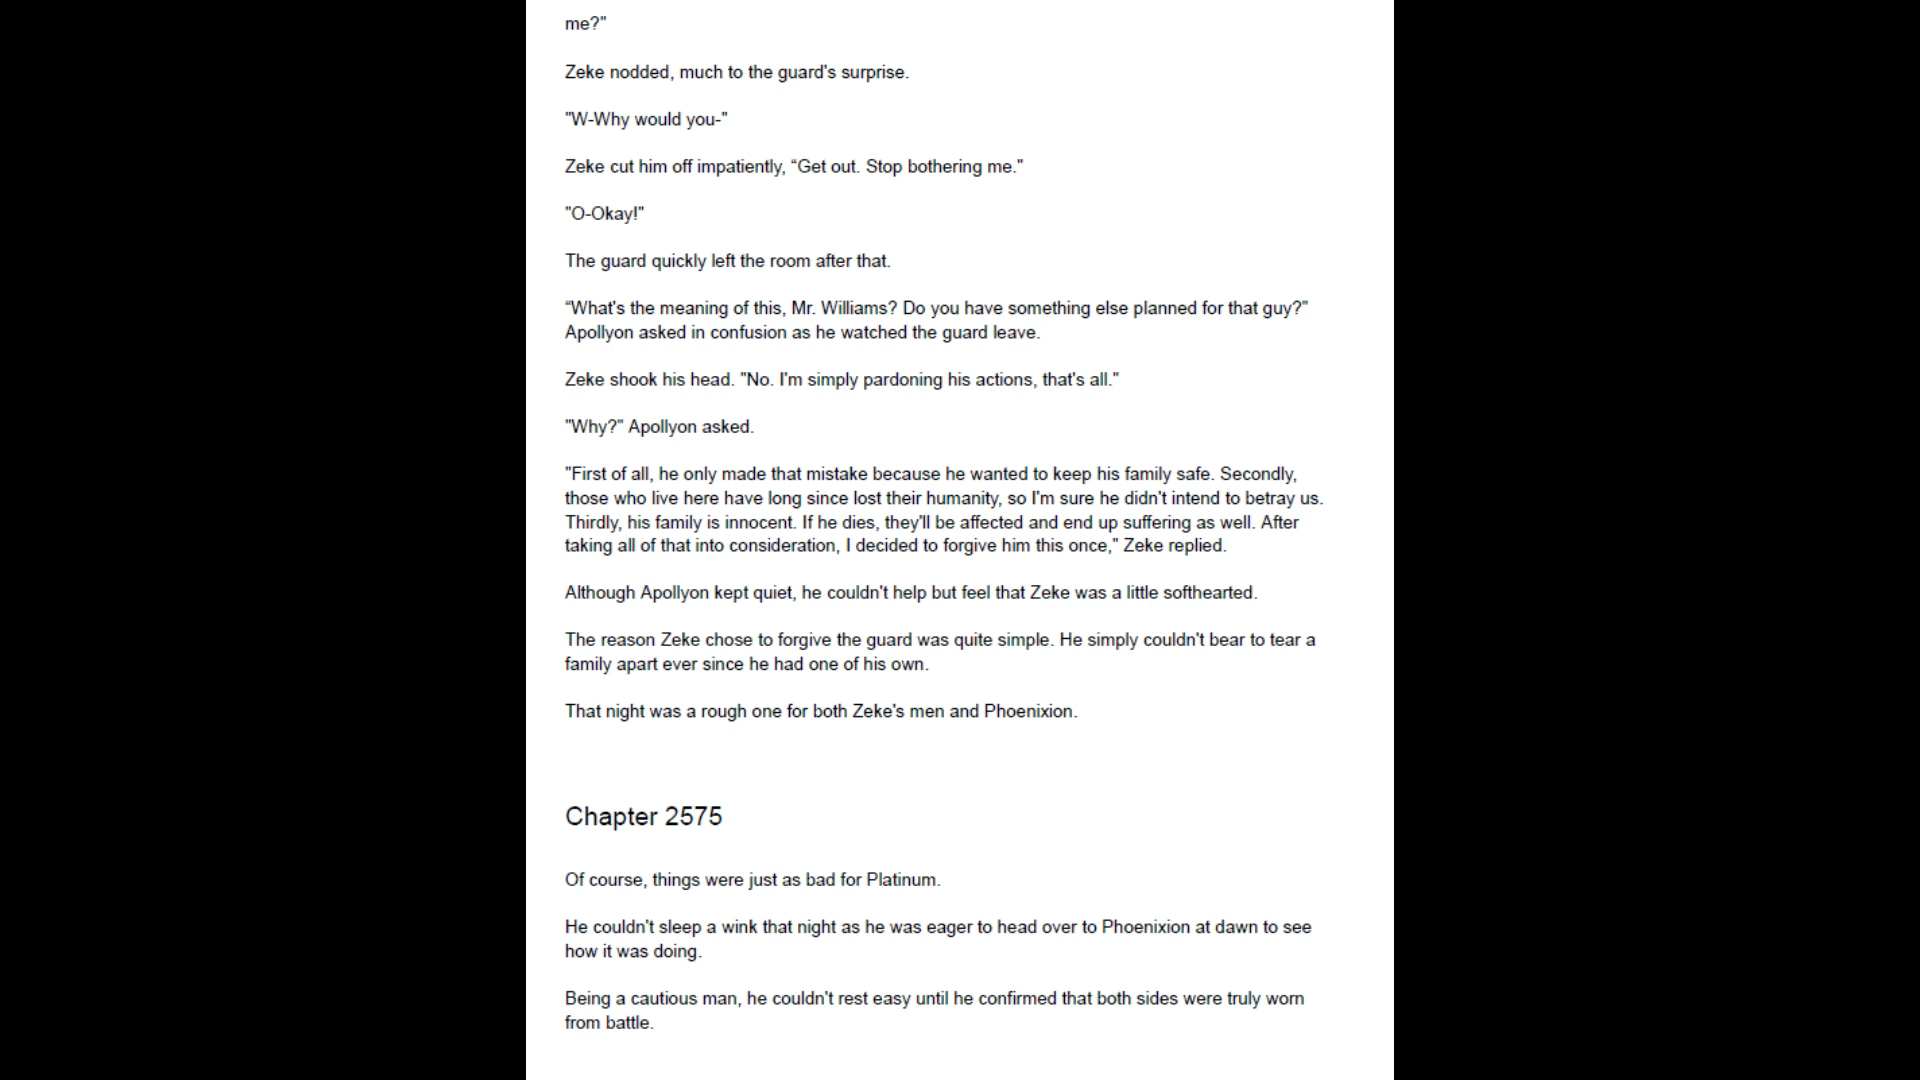 me?"
Zeke nodded, much to the guard's surprise.
"W-Why would you-"
Zeke cut him off impatiently, “Get out. Stop bothering me."
"O-Okay!"
The guard quickly left the room after that.
“What's the meaning of this, Mr. Williams? Do you have something else planned for that guy?"
Apollyon asked in confusion as he watched the guard leave.
Zeke shook his head. "No. I'm simply pardoning his actions, that's all."
"Why?" Apollyon asked.
"First of all, he only made that mistake because he wanted to keep his family safe. Secondly,
those who live here have long since lost their humanity, so I'm sure he didn't intend to betray us.
Thirdly, his family is innocent. If he dies, they'll be affected and end up suffering as well. After
taking all of that into consideration, I decided to forgive him this once," Zeke replied.
Although Apollyon kept quiet, he couldn't help but feel that Zeke was a little softhearted.
The reason Zeke chose to forgive the guard was quite simple. He simply couldn't bear to tear a
family apart ever since he had one of his own.
That night was a rough one for both Zeke's men and Phoenixion.
Chapter 2575
Of course, things were just as bad for Platinum.
He couldn't sleep a wink that night as he was eager to head over to Phoenixion at dawn to see
how it was doing.
Being a cautious man, he couldn't rest easy until he confirmed that both sides were truly worn
from battle.